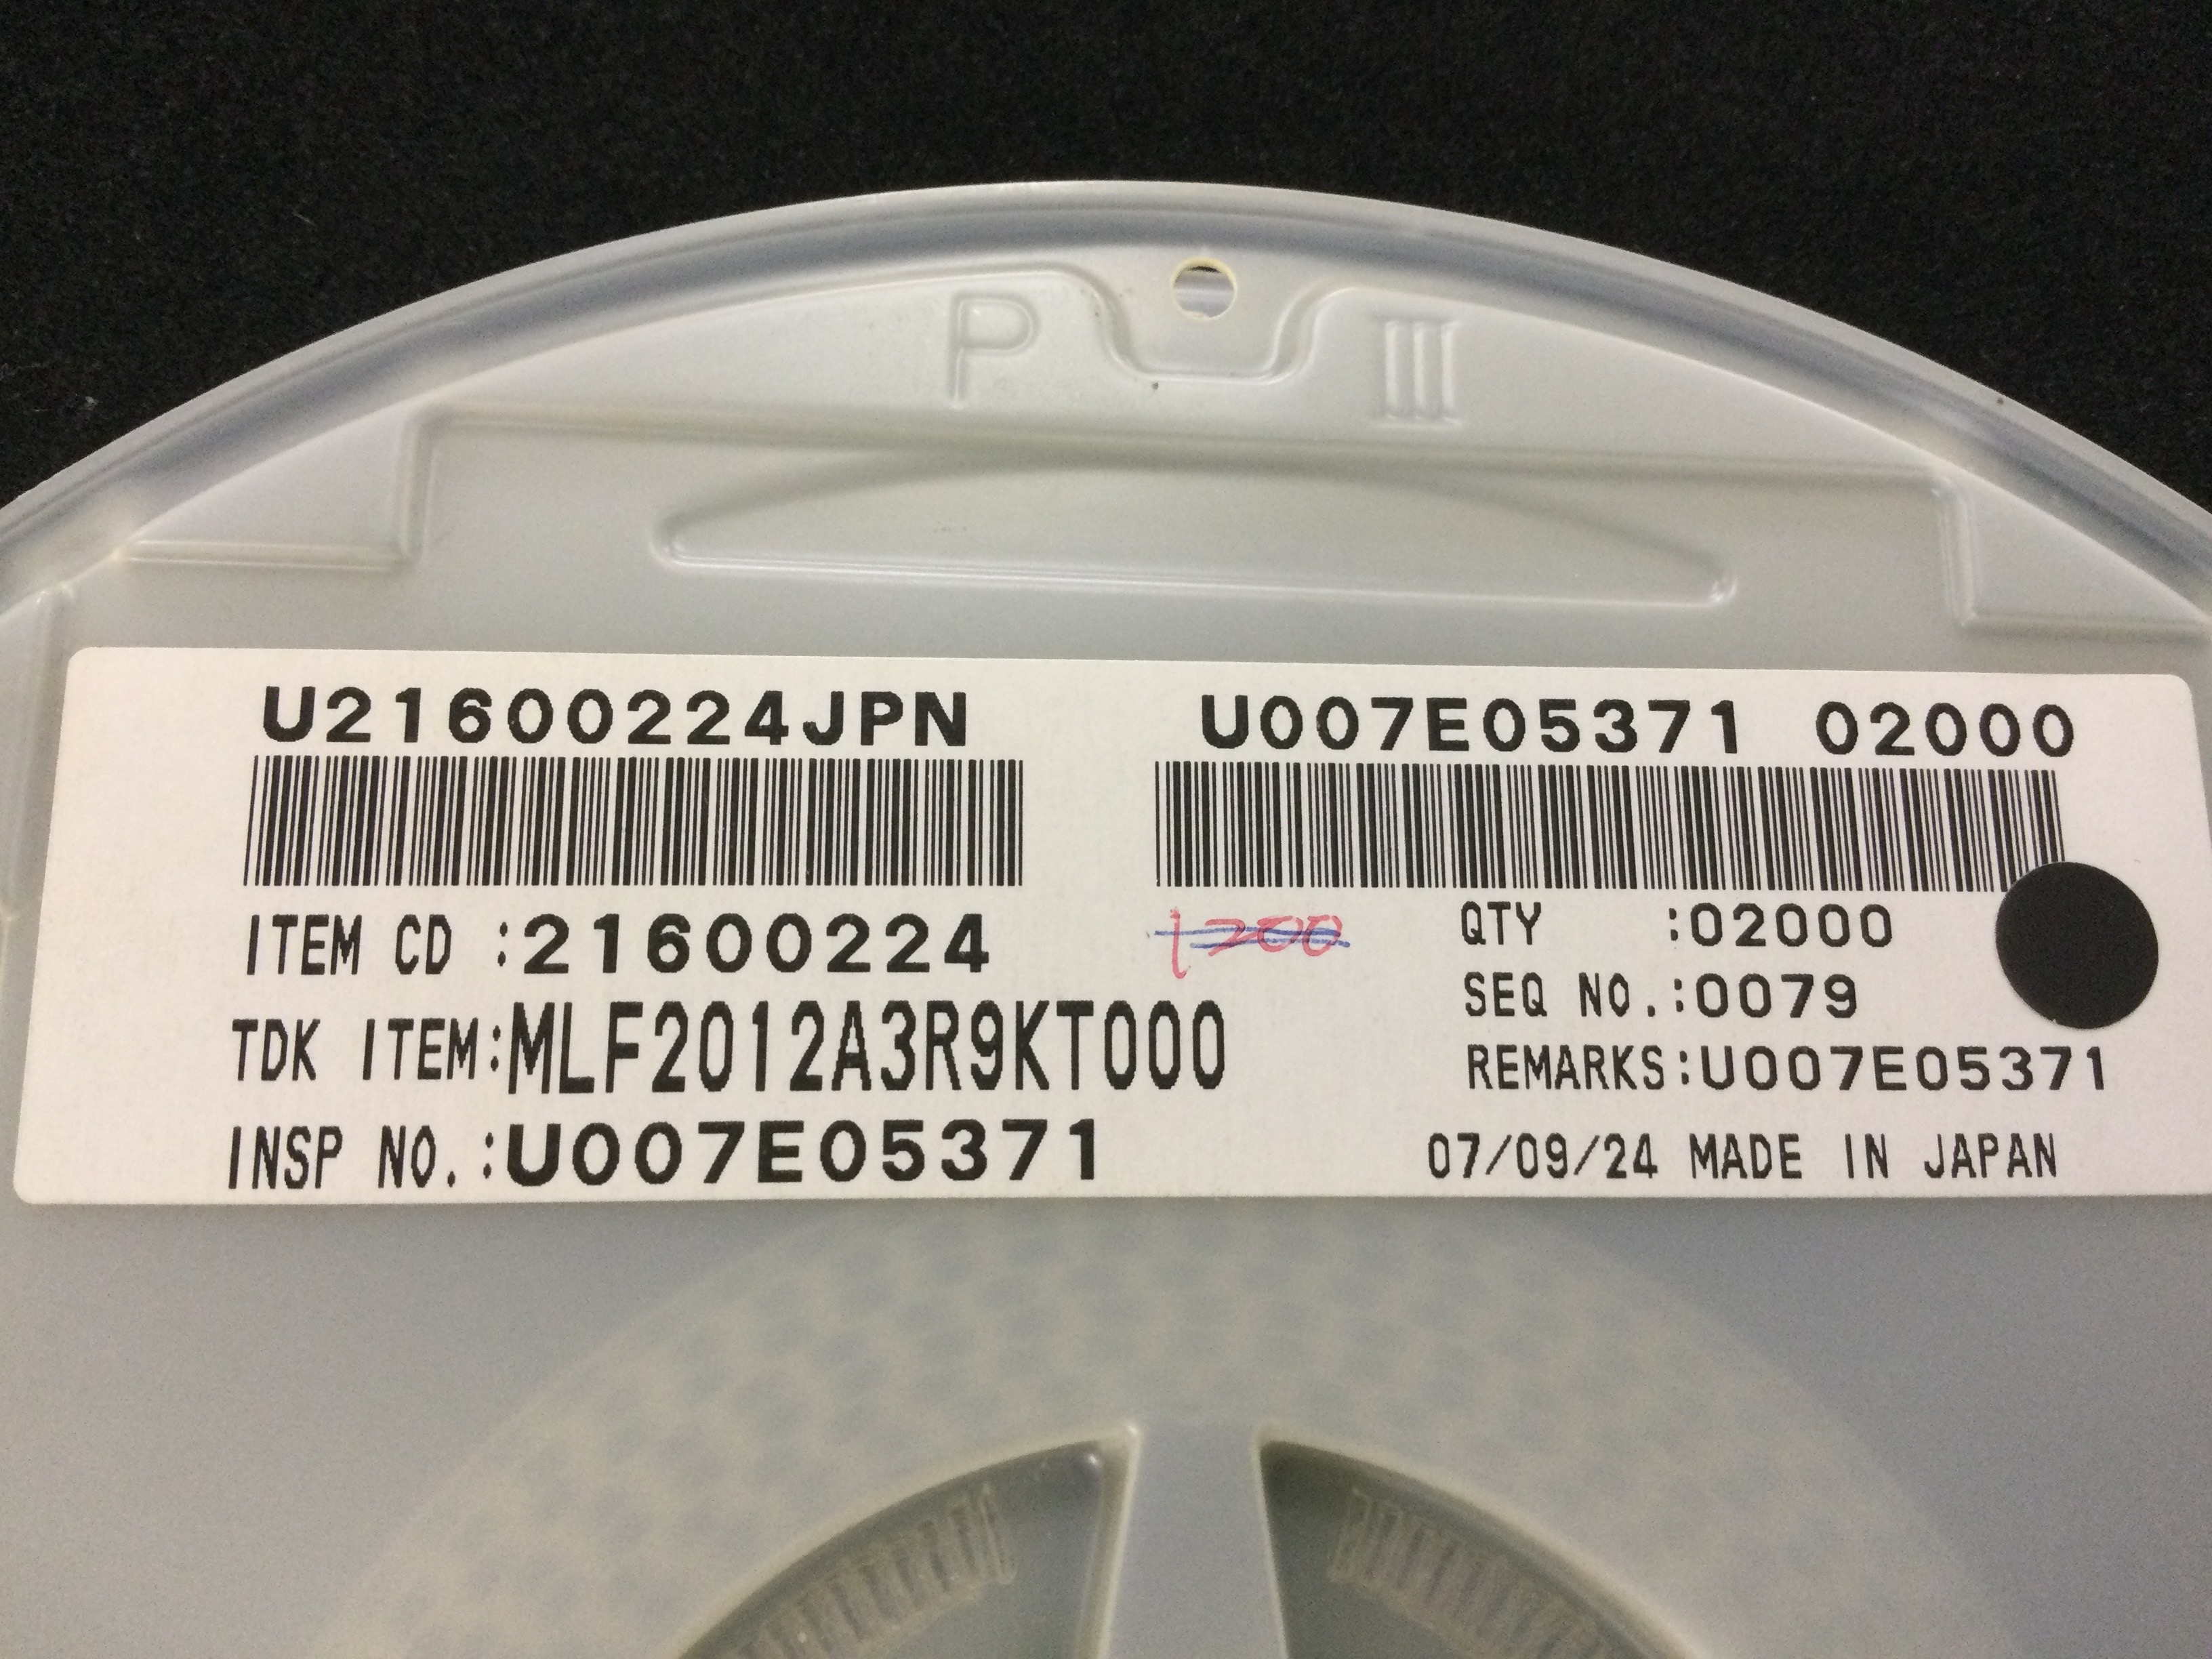 P III
U21600224JPN
U007E05371 02000
ITEM CD :21600224
1200
QTY :02000
SEQ NO.:0079
TDK ITEM:MLF2012A3R9KT000
REMARKS:U007E05371
INSP NO.:U007E05371
07/09/24 MADE IN JAPAN